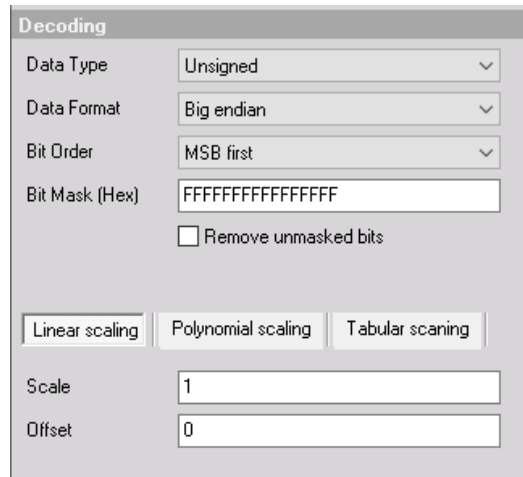 Decoding
Data Type Unsigned
Data Format Big endian
Bit Order MSB first
Bit Mask (Hex) FFFFFFFFFFFFFFFF
Remove unmasked bits
Linear scaling Polynomial scaling Tabular scaning
Scale 1
Offset 0